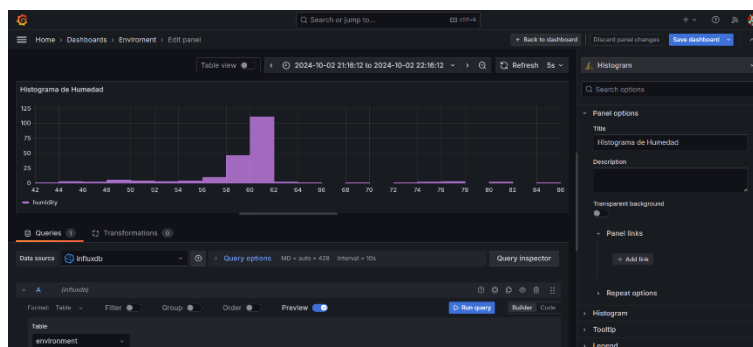 Search or jump to... ctrl+k
Home › Dashboards › Enviroment › Edit panel
Back to dashboard Discard panel changes Save dashboard
Table view 2024-10-02 21:16:12 to 2024-10-02 22:16:12 Refresh 5s
Histogram
Search options
Histograma de Humedad
125
100
75
50
25
0
42 44 46 48 50 52 54 56 58 60 62 64 66 68 70 72 74 76 78 80 82 84 86
humidity
Panel options
Title
Histograma de Humedad
Description
Transparent background
Panel links
+ Add link
Repeat options
Histogram
Tooltip
Legend
Queries 1 Transformations 0
Data source influxdb Query options MD = auto = 428 Interval = 10s Query inspector
A (influxdb)
Format: Table Filter Group Order Preview Run query Builder Code
Table
environment